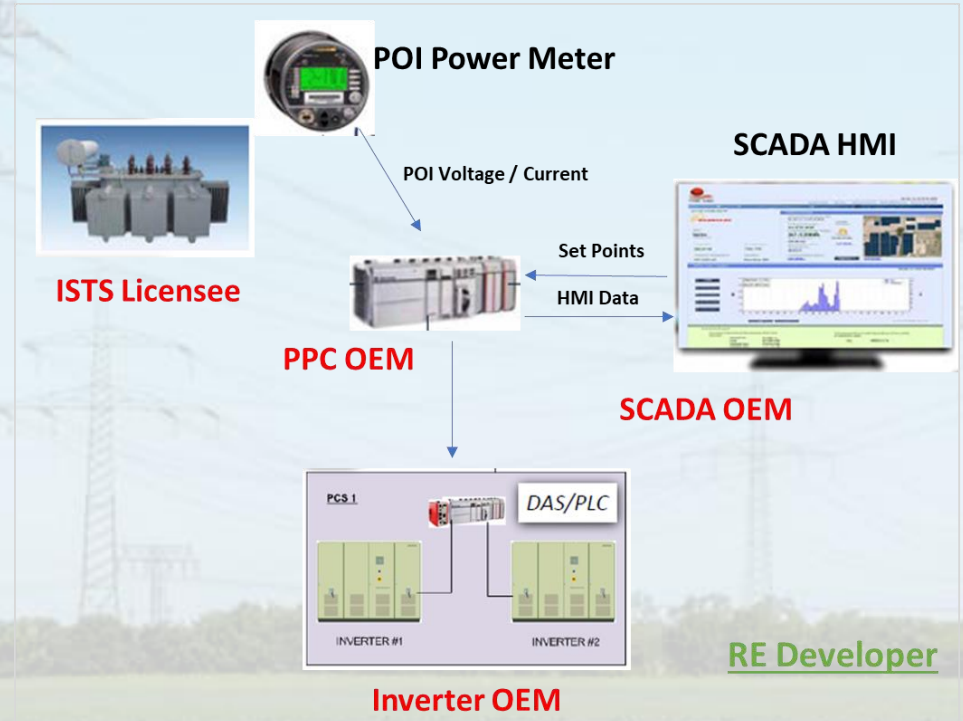 POI Power Meter
POI Voltage / Current
SCADA HMI
ISTS Licensee
Set Points
HMI Data
PPC OEM
SCADA OEM
PCS 1
DAS/PLC
INVERTER #1
INVERTER #2
RE Developer
Inverter OEM